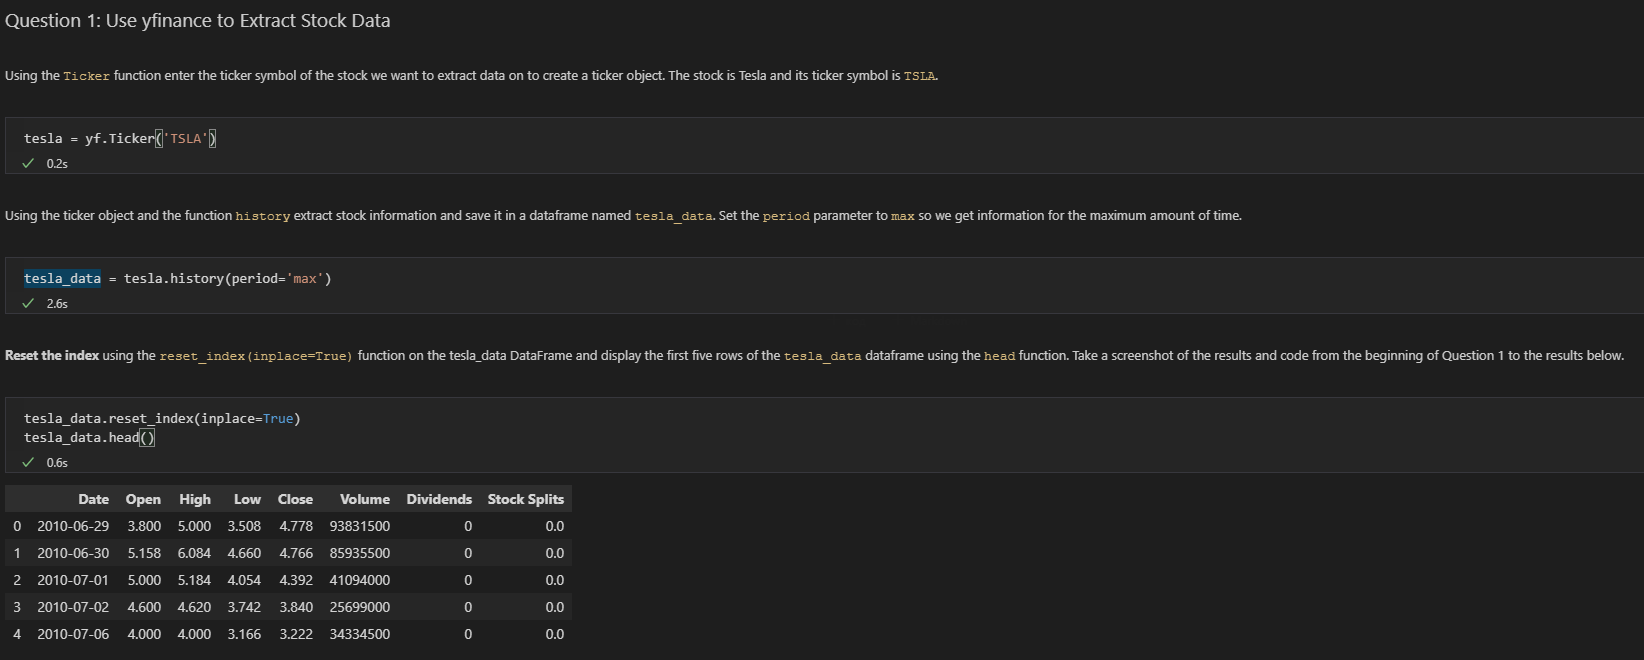 Question 1: Use yfinance to Extract Stock Data
Using the Ticker function enter the ticker symbol of the stock we want to extract data on to create a ticker object. The stock is Tesla and its ticker symbol is TSLA.
tesla = yf.Ticker('TSLA')
0.2s
Using the ticker object and the function history extract stock information and save it in a dataframe named tesla_data. Set the period parameter to max so we get information for the maximum amount of time.
tesla_data = tesla.history(period='max')
2.6s
Reset the index using the reset_index(inplace=True) function on the tesla_data DataFrame and display the first five rows of the tesla_data dataframe using the head function. Take a screenshot of the results and code from the beginning of Question 1 to the results below.
tesla_data.reset_index(inplace=True)
tesla_data.head()
0.6s
Date Open High Low Close Volume Dividends Stock Splits
0 2010-06-29 3.800 5.000 3.508 4.778 93831500 0 0.0
1 2010-06-30 5.158 6.084 4.660 4.766 85935500 0 0.0
2 2010-07-01 5.000 5.184 4.054 4.392 41094000 0 0.0
3 2010-07-02 4.600 4.620 3.742 3.840 25699000 0 0.0
4 2010-07-06 4.000 4.000 3.166 3.222 34334500 0 0.0